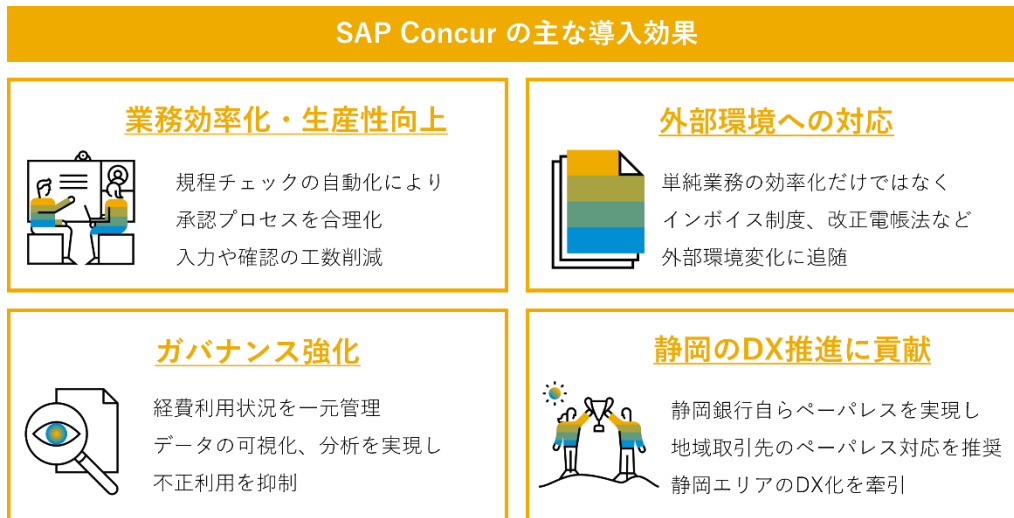 SAP Concur の主な導入効果
業務効率化・生産性向上
規程チェックの自動化により
承認プロセスを合理化
入力や確認の工数削減
外部環境への対応
単純業務の効率化だけではなく
インボイス制度、改正電帳法など
外部環境変化に追随
ガバナンス強化
経費利用状況を一元管理
データの可視化、分析を実現し
不正利用を抑制
静岡のDX推進に貢献
静岡銀行自らペーパレスを実現し
地域取引先のペーパレス対応を推奨
静岡エリアのDX化を牽引